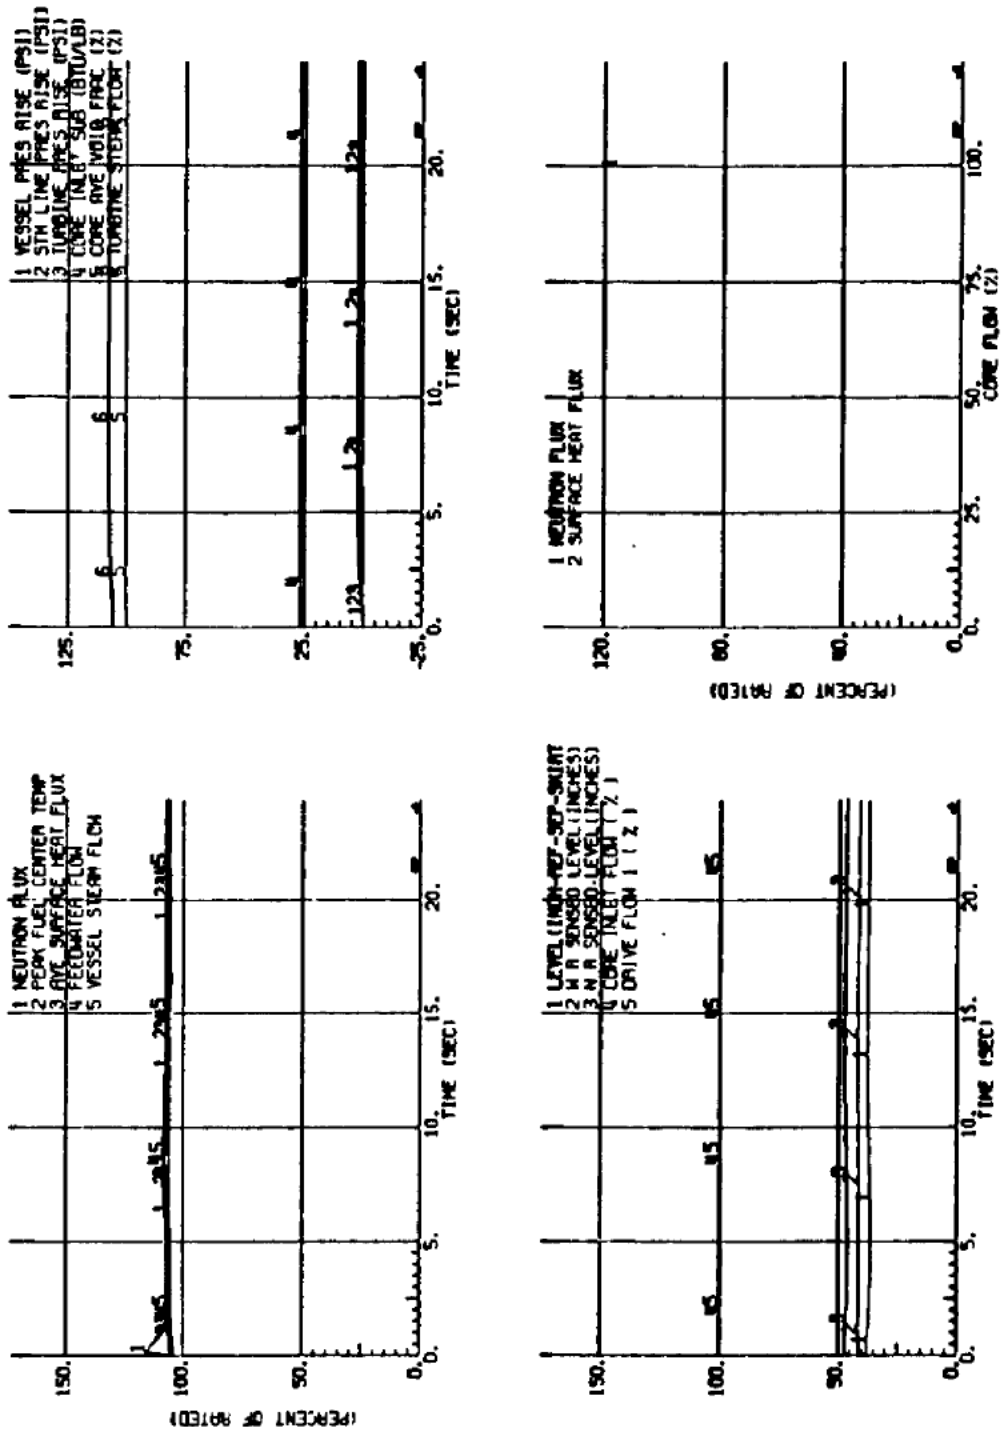 1 NEUTRON FLUX
2 PEAK FUEL CENTER TEMP
3 AVE SURFACE HEAT FLUX
4 FEEDWATER FLOW
5 VESSEL STEAM FLOW
150.
100.
50.
0.
(PERCENT OF RATED)
0. 5. 10. 15. 20.
TIME (SEC)
1 VESSEL PRES RISE (PSI)
2 STM LINE PRES RISE (PSI)
3 TURBINE PRES RISE (PSI)
4 CORE INLET SUB (BTU/LB)
5 CORE AVE VOID FRAC (%)
6 TURBINE STEAM FLOW (%)
125.
75.
25.
-25.
6 6
5 5
0. 5. 10. 15. 20.
TIME (SEC)
1 LEVEL(INCH-REF-SEP-SKIRT
2 W R SENSED LEVEL(INCHES)
3 N R SENSED LEVEL(INCHES)
4 CORE INLET FLOW (%)
5 DRIVE FLOW 1 (%)
150.
100.
50.
0.
0. 5. 10. 15. 20.
TIME (SEC)
1 NEUTRON FLUX
2 SURFACE HEAT FLUX
120.
80.
40.
0.
(PERCENT OF RATED)
0. 25. 50. 75. 100.
CORE FLOW (%)